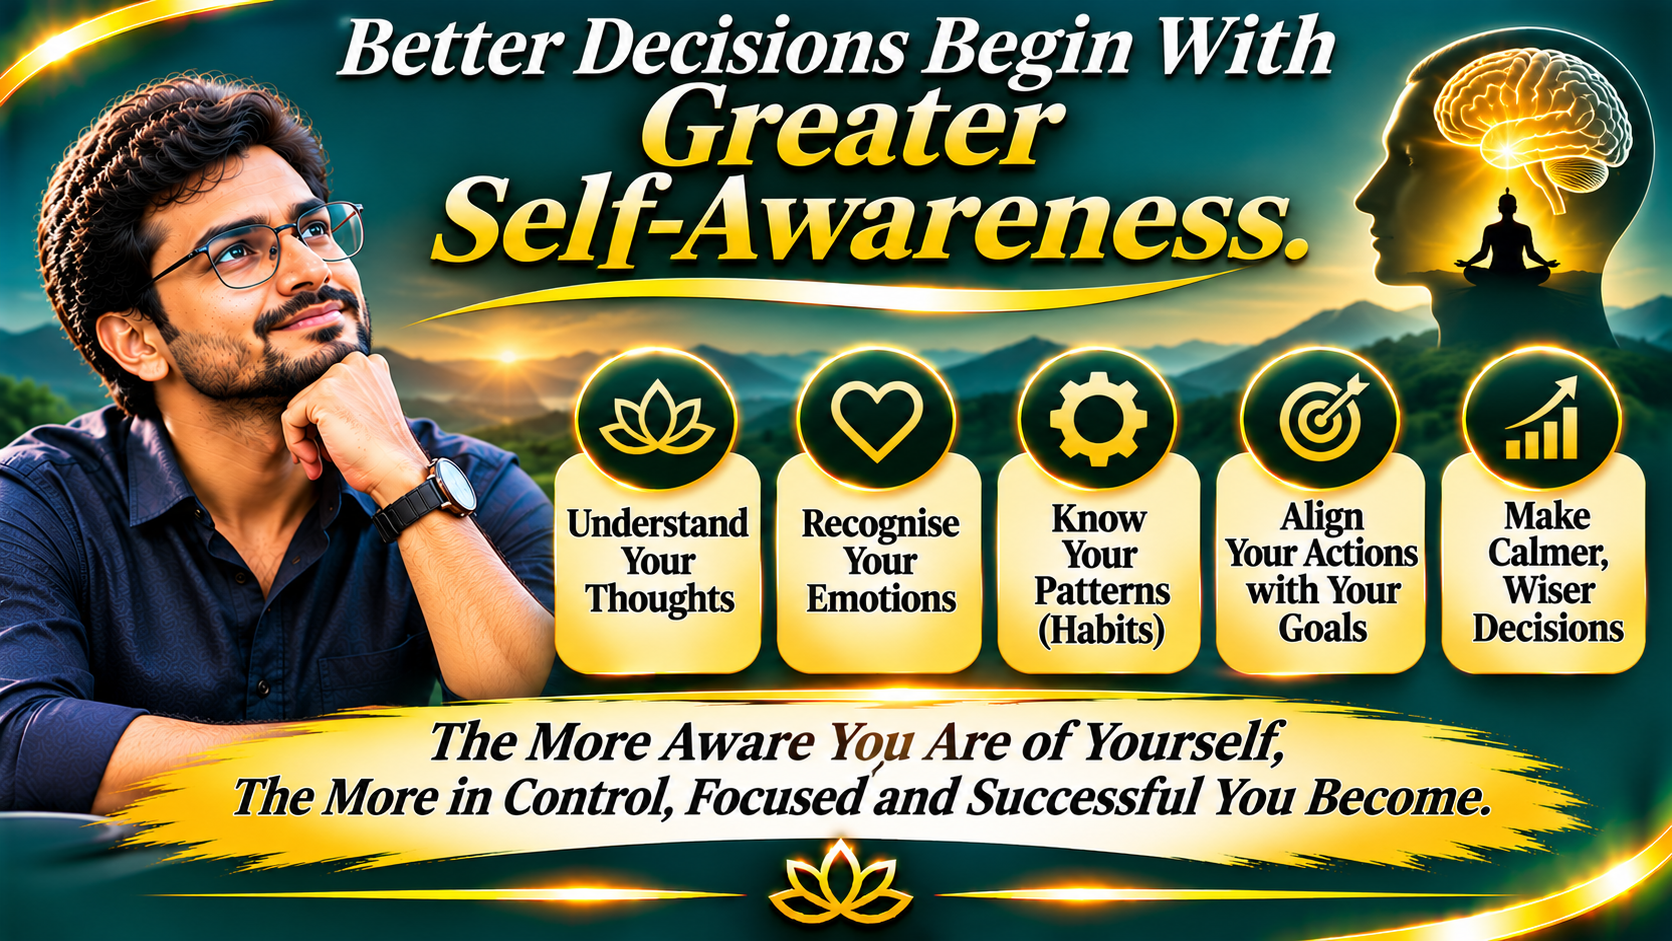 Better Decisions Begin With
Greater
Self-Awareness.
Understand
Your
Thoughts
Recognise
Your
Emotions
Know
Your
Patterns
(Habits)
Align
Your Actions
with Your
Goals
Make
Calmer,
Wiser
Decisions
The More Aware You Are of Yourself,
The More in Control, Focused and Successful You Become.